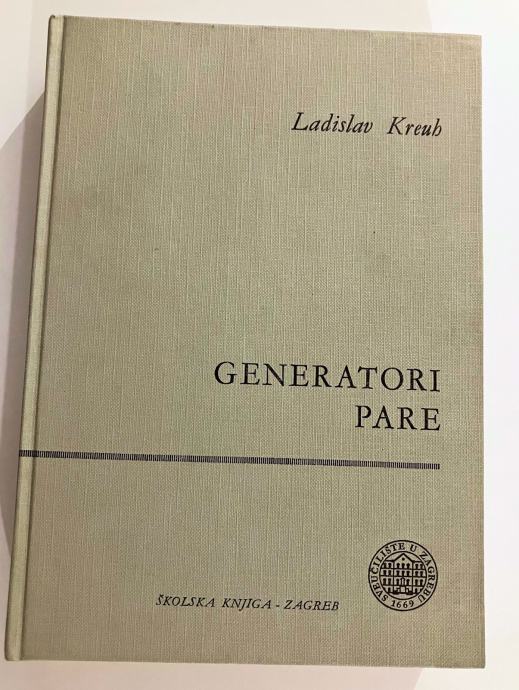 Ladislav Kreuh
GENERATORI
PARE
ŠKOLSKA KNJIGA - ZAGREB
SVEUČILIŠTE U ZAGREBU
1669